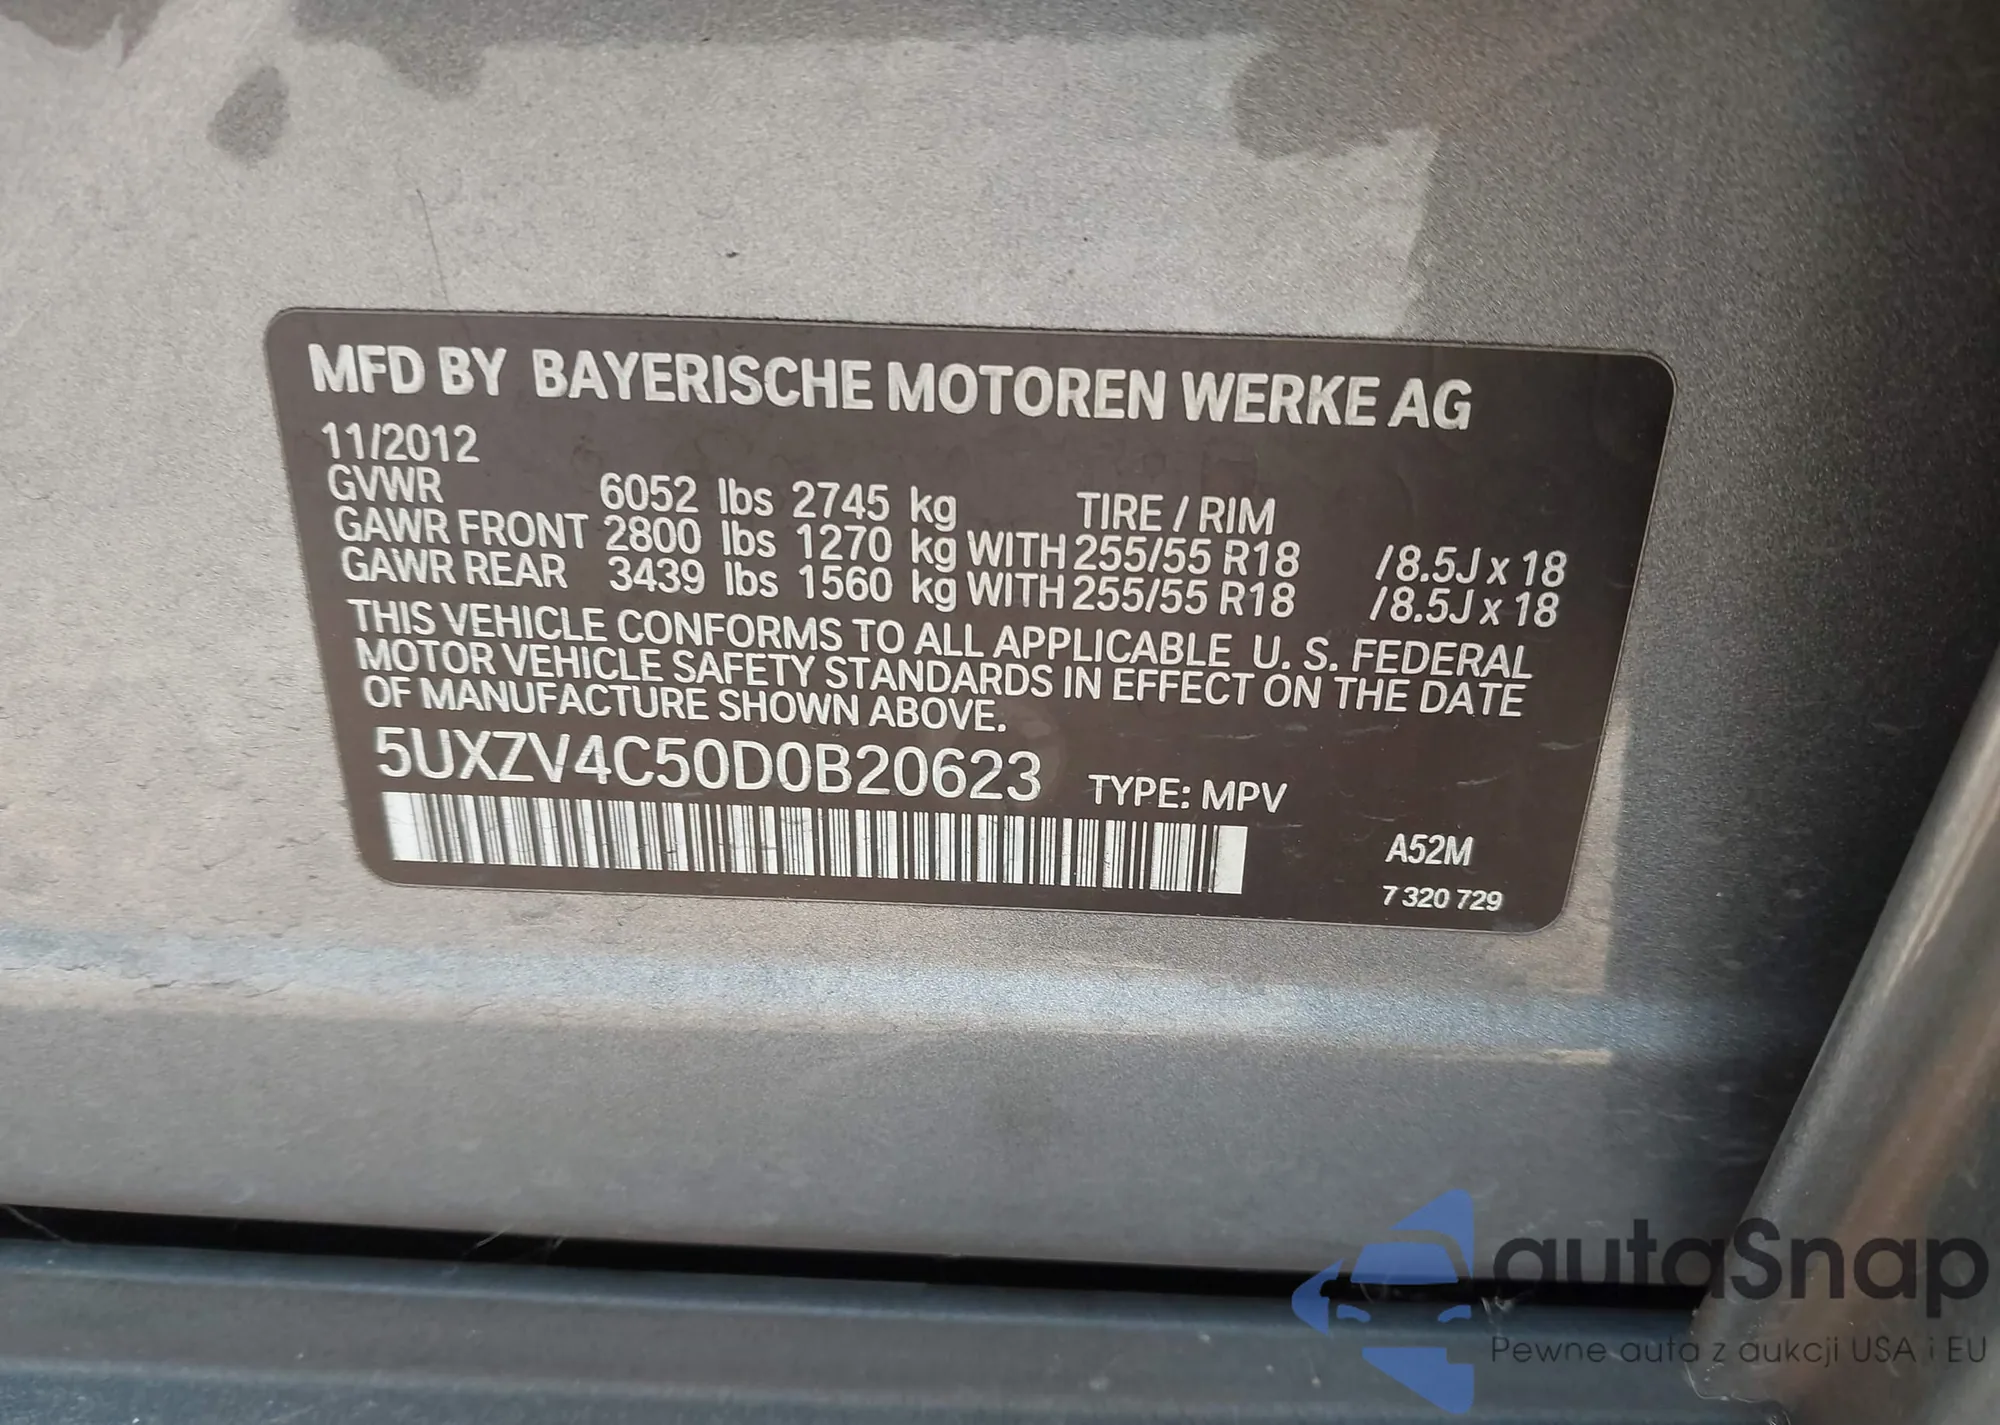 MFD BY BAYERISCHE MOTOREN WERKE AG
11/2012
GVWR 6052 lbs 2745 kg TIRE / RIM
GAWR FRONT 2800 lbs 1270 kg WITH 255/55 R18 /8.5J x 18
GAWR REAR 3439 lbs 1560 kg WITH 255/55 R18 /8.5J x 18
THIS VEHICLE CONFORMS TO ALL APPLICABLE U. S. FEDERAL
MOTOR VEHICLE SAFETY STANDARDS IN EFFECT ON THE DATE
OF MANUFACTURE SHOWN ABOVE.
5UXZV4C50D0B20623 TYPE: MPV
A52M
7 320 729
autaSnap
Pewne auta z aukcji USA i EU